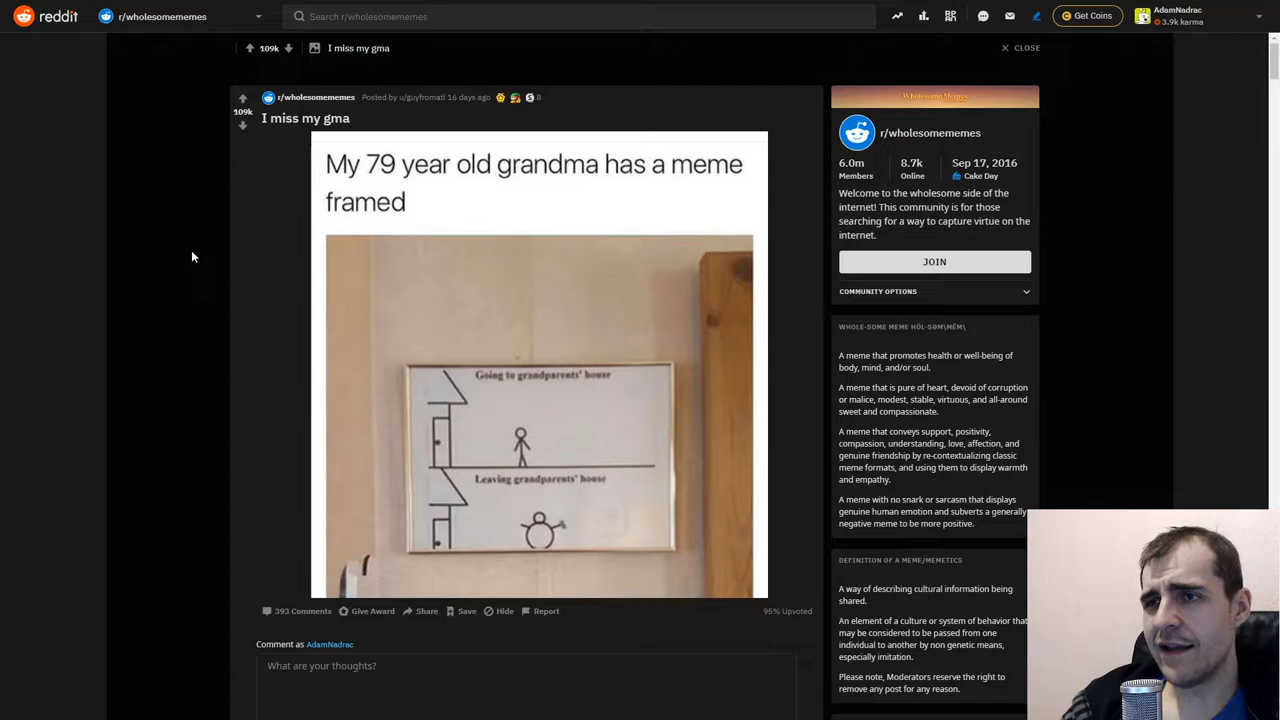 reddit
r/wholesomememes
Search r/wholesomememes
Get Coins
AdamNadrac
3.9k karma
109k
I miss my gma
CLOSE
109k
r/wholesomememes · Posted by u/guyfromatl 16 days ago
8
I miss my gma
My 79 year old grandma has a meme
framed
Going to grandparents' house
Leaving grandparents' house
393 Comments
Give Award
Share
Save
Hide
Report
95% Upvoted
Comment as AdamNadrac
What are your thoughts?
WholesomeMemes
r/wholesomememes
6.0m
8.7k
Sep 17, 2016
Members
Online
Cake Day
Welcome to the wholesome side of the
internet! This community is for those
searching for a way to capture virtue on the
internet.
JOIN
COMMUNITY OPTIONS
WHOLE·SOME MEME HŌL·SƏM\MĒM\
A meme that promotes health or well-being of
body, mind, and/or soul.
A meme that is pure of heart, devoid of corruption
or malice, modest, stable, virtuous, and all-around
sweet and compassionate.
A meme that conveys support, positivity,
compassion, understanding, love, affection, and
genuine friendship by re-contextualizing classic
meme formats, and using them to display warmth
and empathy.
A meme with no snark or sarcasm that displays
genuine human emotion and subverts a generally
negative meme to be more positive.
DEFINITION OF A MEME/MEMETICS
A way of describing cultural information being
shared.
An element of a culture or system of behavior that
may be considered to be passed from one
individual to another by non genetic means,
especially imitation.
Please note, Moderators reserve the right to
remove any post for any reason.